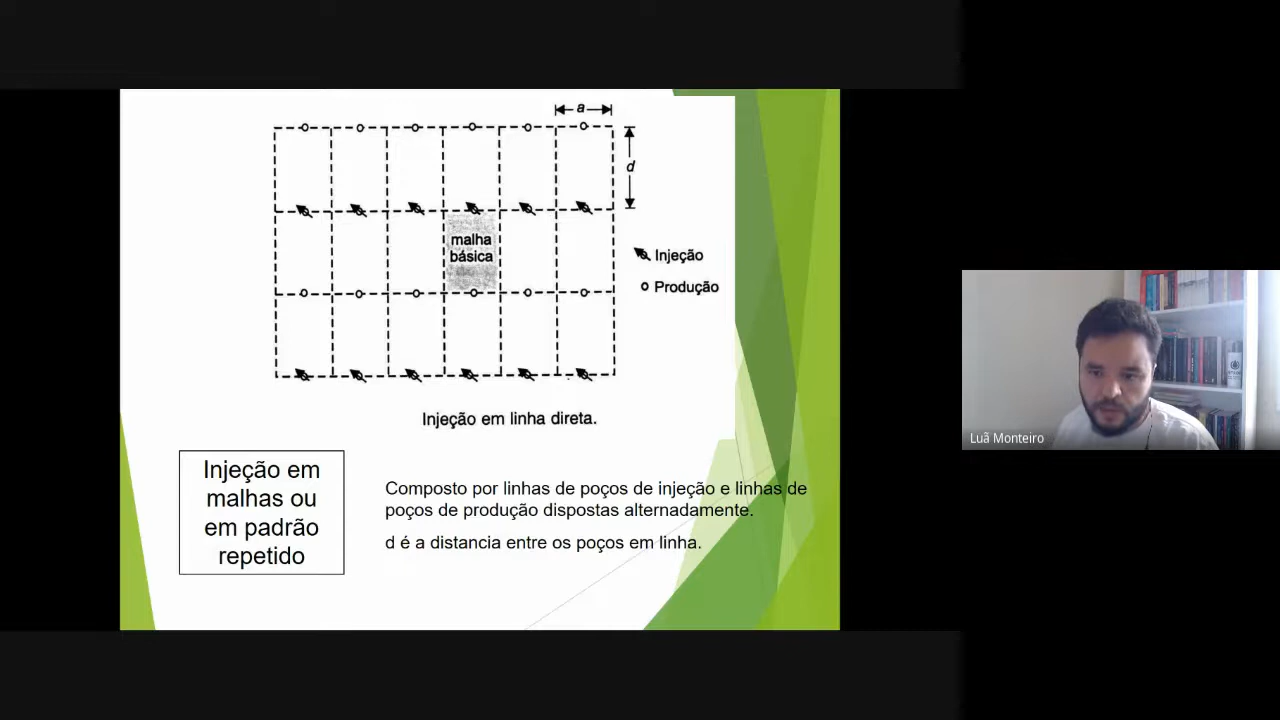 a
d
malha
básica
Injeção
Produção
Injeção em linha direta.
Injeção em
malhas ou
em padrão
repetido
Composto por linhas de poços de injeção e linhas de
poços de produção dispostas alternadamente.
d é a distancia entre os poços em linha.
Luã Monteiro